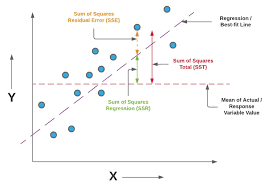 Sum of Squares
Residual Error (SSE)
Regression /
Best-fit Line
Sum of Squares
Total (SST)
Y
Sum of Squares
Regression (SSR)
Mean of Actual /
Response
Variable Value
X